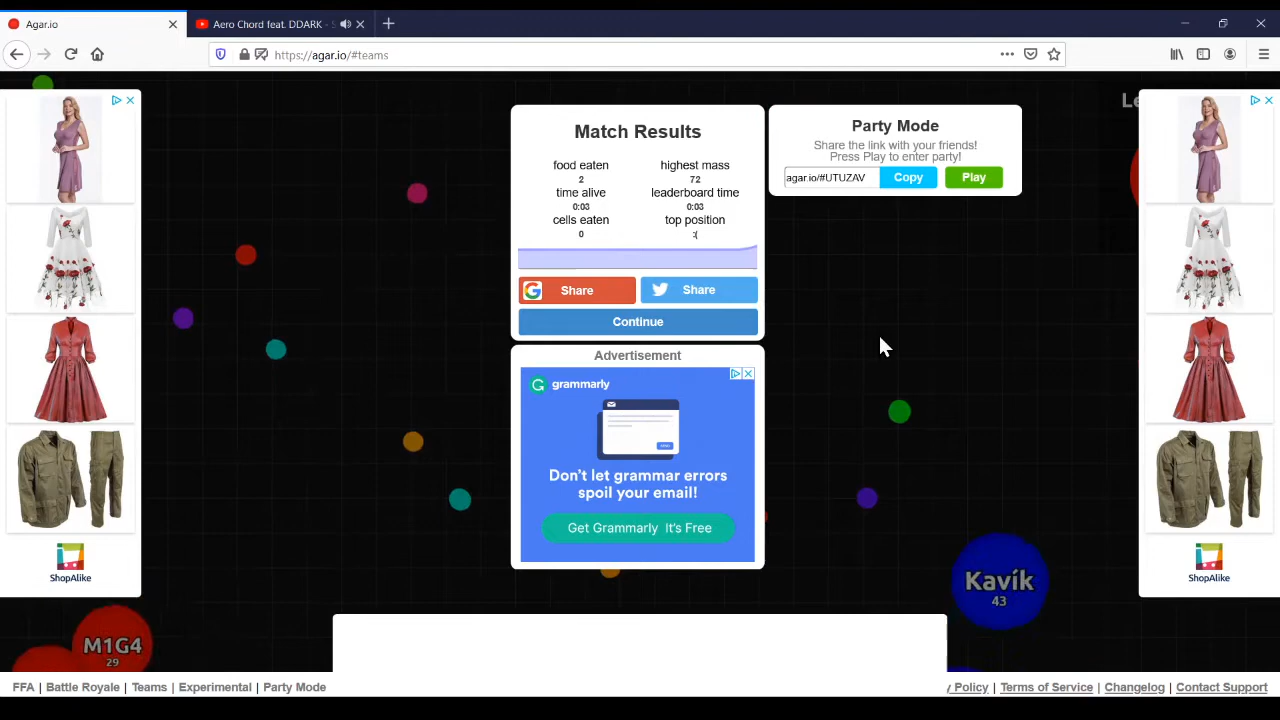 Agar.io
Aero Chord feat. DDARK - S
https://agar.io/#teams
Le
Match Results
food eaten
2
highest mass
72
time alive
0:03
leaderboard time
0:03
cells eaten
0
top position
:(
Share
Share
Continue
Party Mode
Share the link with your friends!
Press Play to enter party!
agar.io/#UTUZAV
Copy
Play
Advertisement
grammarly
SEND
Don't let grammar errors
spoil your email!
Get Grammarly It's Free
ShopAlike
ShopAlike
Kavík
43
M1G4
29
FFA | Battle Royale | Teams | Experimental | Party Mode
y Policy | Terms of Service | Changelog | Contact Support